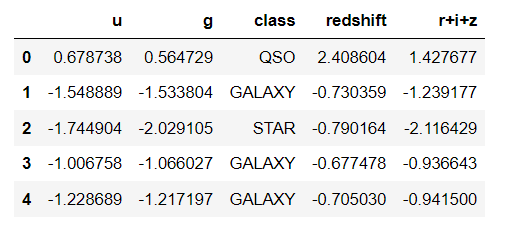 u g class redshift r+i+z
0 0.678738 0.564729 QSO 2.408604 1.427677
1 -1.548889 -1.533804 GALAXY -0.730359 -1.239177
2 -1.744904 -2.029105 STAR -0.790164 -2.116429
3 -1.006758 -1.066027 GALAXY -0.677478 -0.936643
4 -1.228689 -1.217197 GALAXY -0.705030 -0.941500